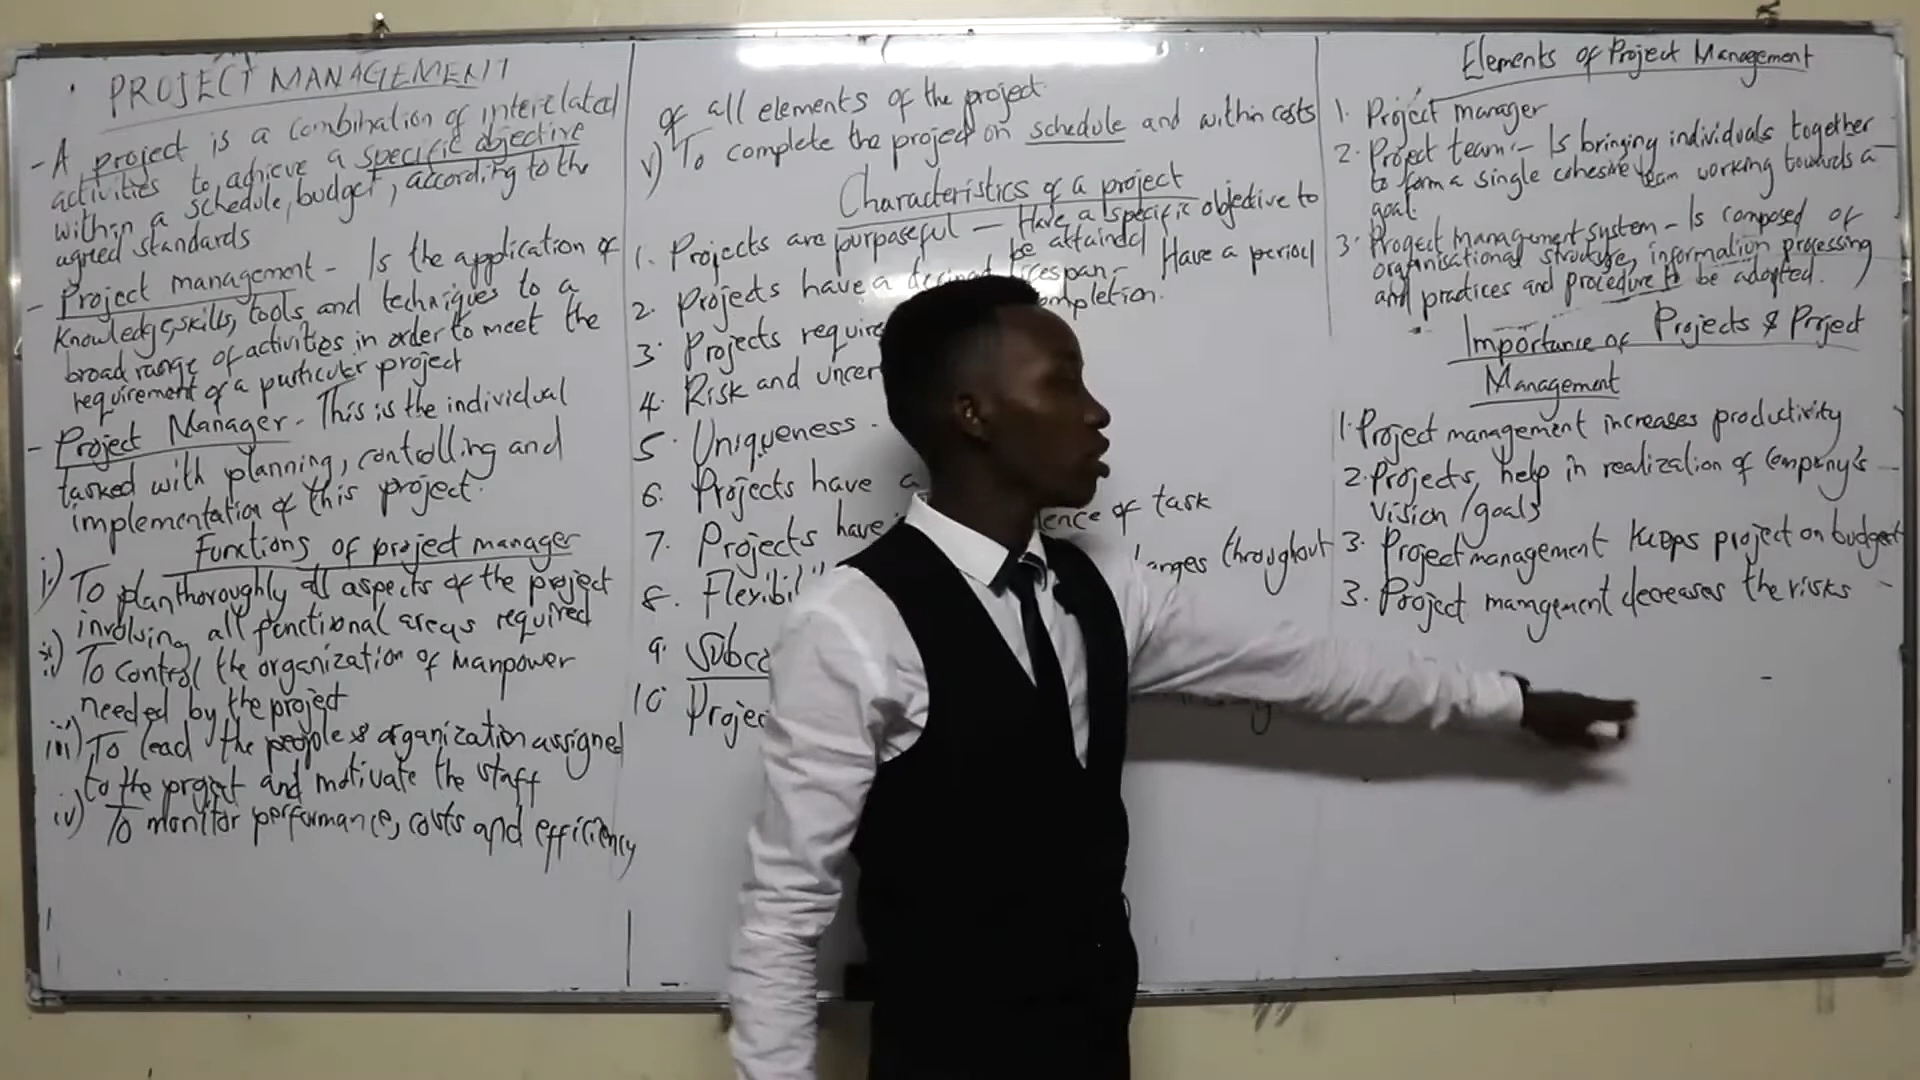 PROJECT MANAGEMENT
- A project is a combination of interelated
activities to achieve a specific objective
within a schedule, budget, according to the
agreed standards
- Project management - Is the application of
knowledge, skills, tools and techniques to a
broad range of activities in order to meet the
requirement of a particular project
- Project Manager - This is the individual
tasked with planning, controlling and
implementation of this project.
Functions of project manager
i) To plan thoroughly all aspects of the project
involving all functional areas required
ii) To control the organization of manpower
needed by the project
iii) To lead the people & organization assigned
to the project and motivate the staff
iv) To monitor performance, costs and efficiency
of all elements of the project.
v) To complete the project on schedule and within costs
Characteristics of a project
1. Projects are purposeful - Have a specific objective to
be attained
2. Projects have a lifespan - Have a period
completion.
3. Projects require
4. Risk and
5. Uniqueness -
6. Projects have a
7. Projects have of task
8. throughout
9.
10
Elements of Project Management
1. Project manager
2. Project team - Is bringing individuals together
to form a single cohesive team working towards a
goal.
3. Project Management system - Is composed of
organisational structure, information processing
and practices and procedure to be adopted.
Importance of Projects & Project
Management
1. Project management increases productivity
2. Projects, help in realization of Company's
vision / goals
3. Project management keeps project on budget
3. Project management decreases the risks